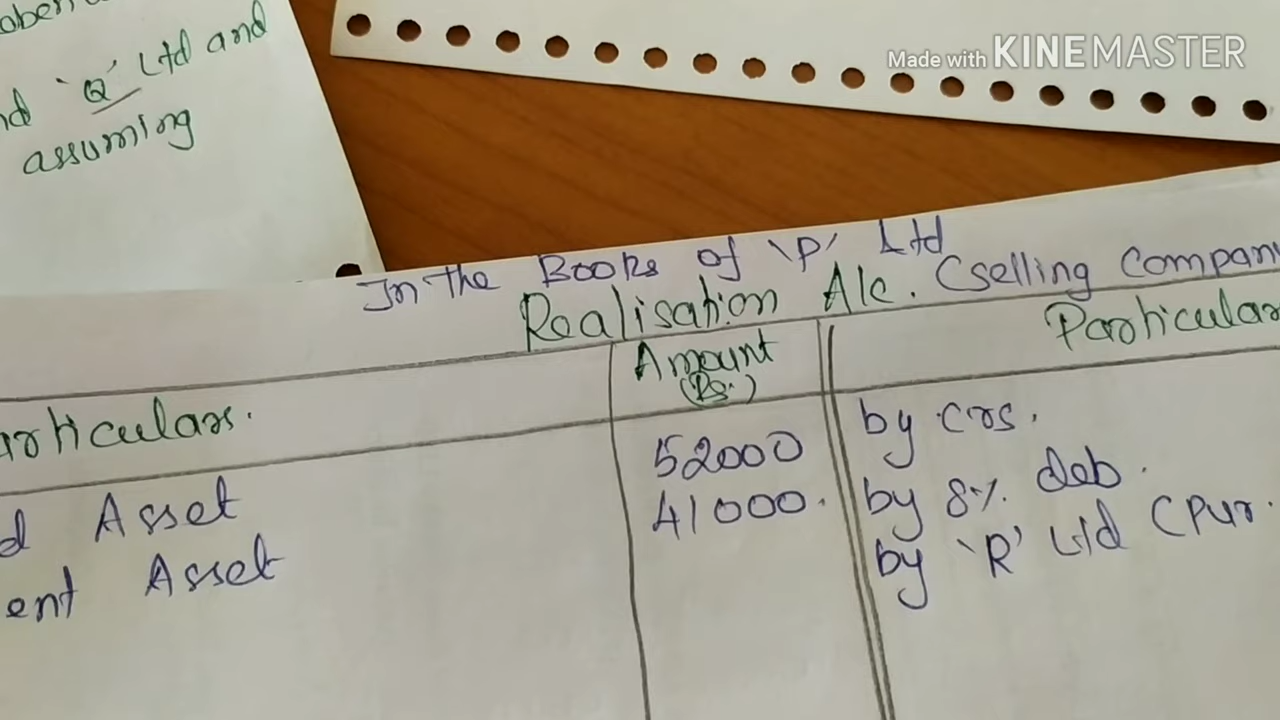 Ltd and
'Q'
assuming
Made with KINEMASTER
In the Books of 'P' Ltd
Realisation A/c. (selling Compan
articulars.
Amount
(Rs.)
Particular
d Asset
52000
by crs.
ent Asset
41000.
by 8% deb.
by 'R' Ltd (pur.